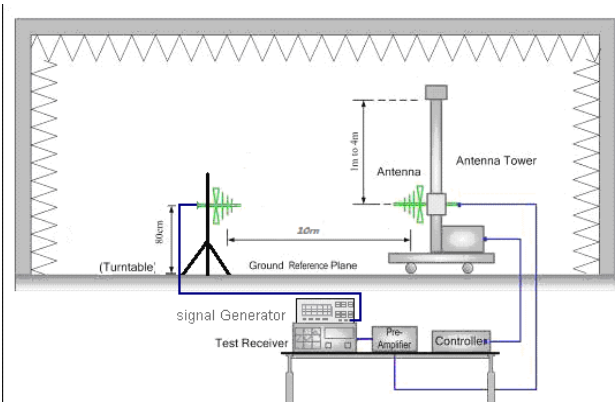 1m to 4m
Antenna
Antenna Tower
80cm
10m
(Turntable)
Ground Reference Plane
signal Generator
Test Receiver
Pre-
Amplifier
Controller